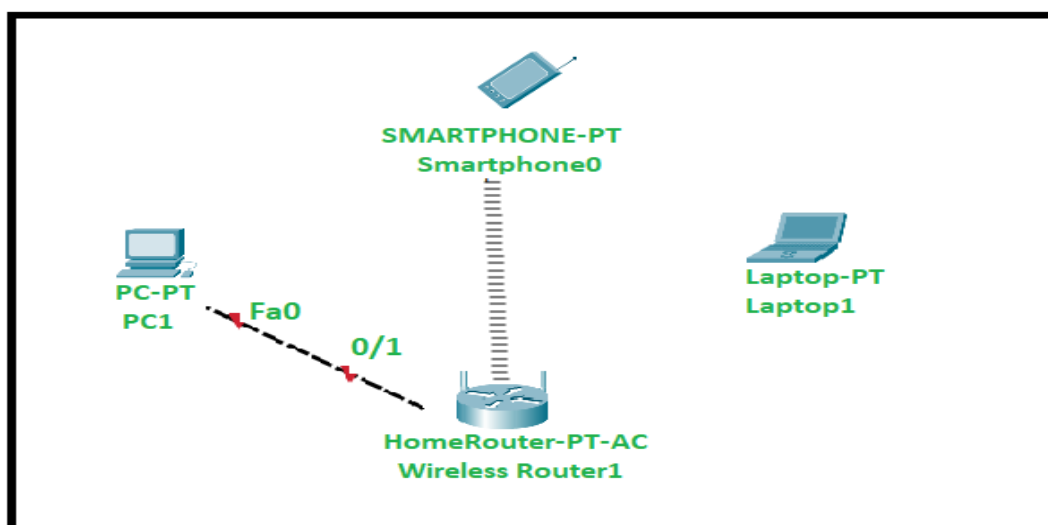 SMARTPHONE-PT
Smartphone0
PC-PT
PC1
Fa0
0/1
Laptop-PT
Laptop1
HomeRouter-PT-AC
Wireless Router1